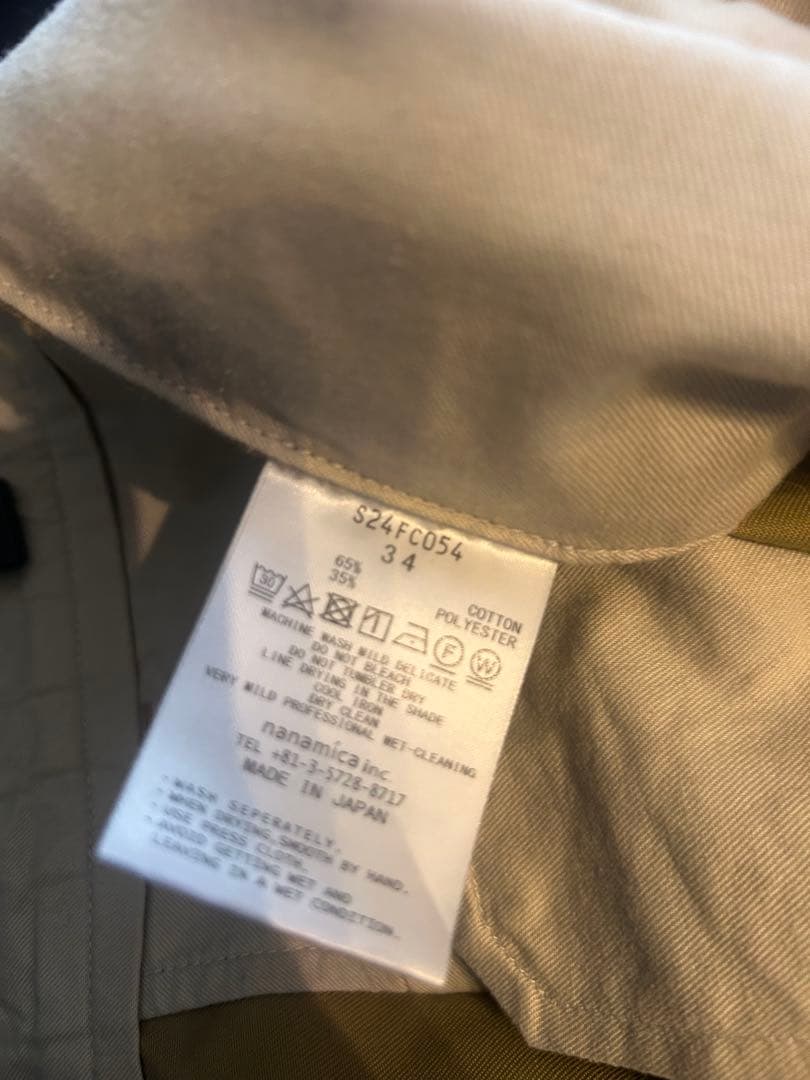 S24FC054
34
65% COTTON
35% POLYESTER
30 F W
MACHINE WASH MILD DELICATE
DO NOT BLEACH
DO NOT TUMBLER DRY
LINE DRYING IN THE SHADE
COOL IRON
DRY CLEAN
VERY MILD PROFESSIONAL WET-CLEANING
nanamica inc.
TEL +81-3-5728-8717
MADE IN JAPAN
・WASH SEPERATELY.
・WHEN DRYING,SMOOTH BY HAND.
・USE PRESS CLOTH.
・AVOID GETTING WET AND
LEAVING IN A WET CONDITION.